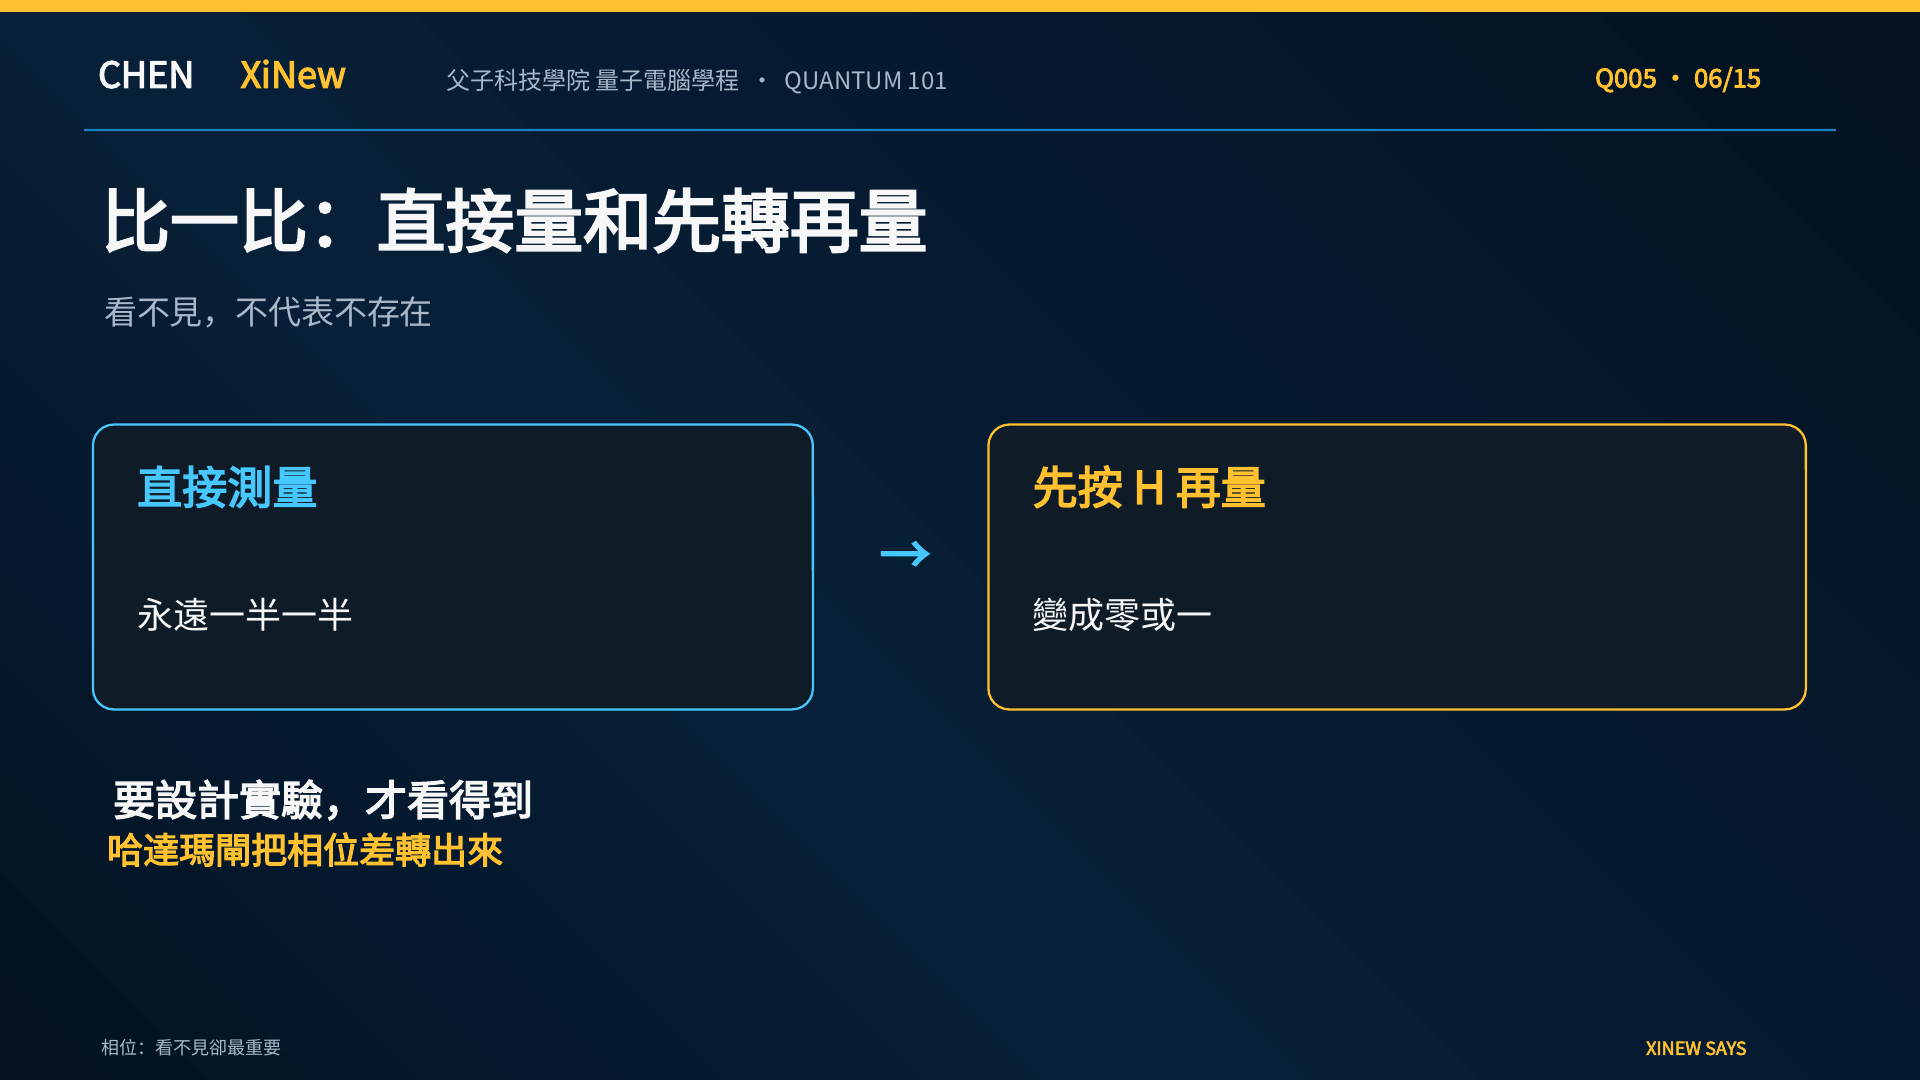 CHEN XiNew 父子科技學院 量子電腦學程 · QUANTUM 101 Q005 · 06/15
比一比：直接量和先轉再量
看不見，不代表不存在
直接測量
永遠一半一半
→
先按 H 再量
變成零或一
要設計實驗，才看得到
哈達瑪閘把相位差轉出來
相位：看不見卻最重要
XINEW SAYS